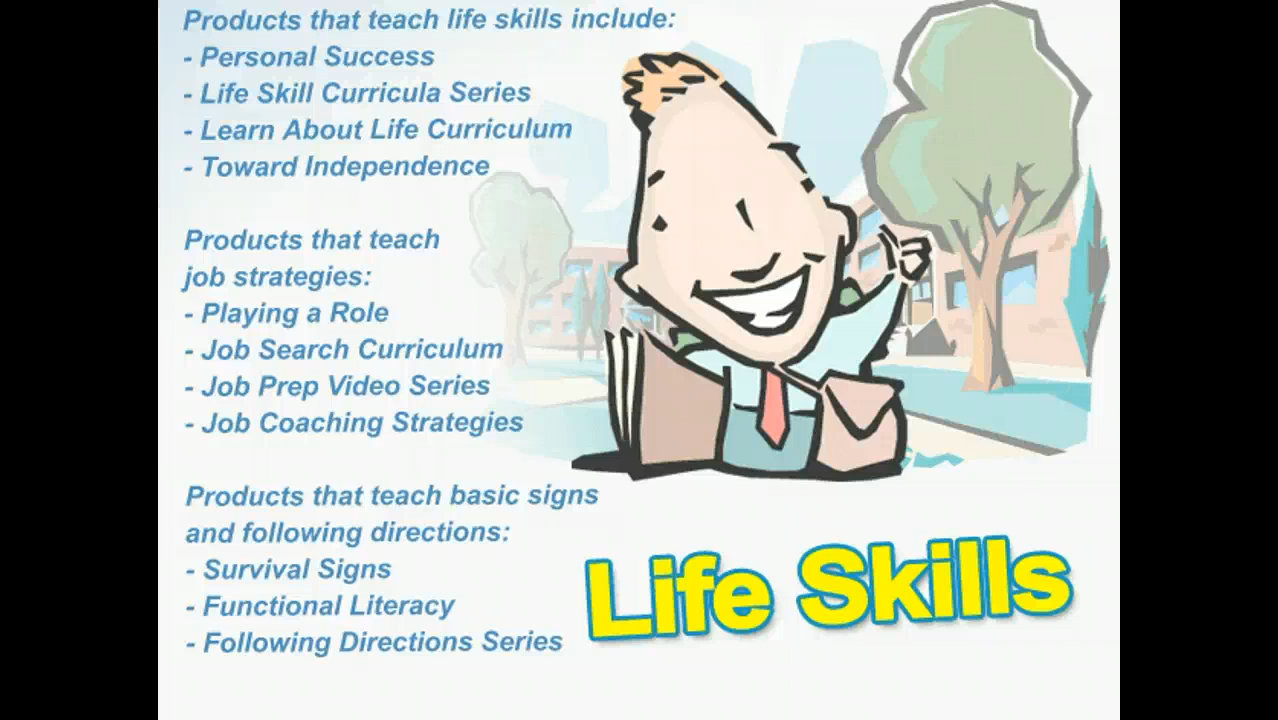 Products that teach life skills include:
- Personal Success
- Life Skill Curricula Series
- Learn About Life Curriculum
- Toward Independence
Products that teach
job strategies:
- Playing a Role
- Job Search Curriculum
- Job Prep Video Series
- Job Coaching Strategies
Products that teach basic signs
and following directions:
- Survival Signs
- Functional Literacy
- Following Directions Series
Life Skills